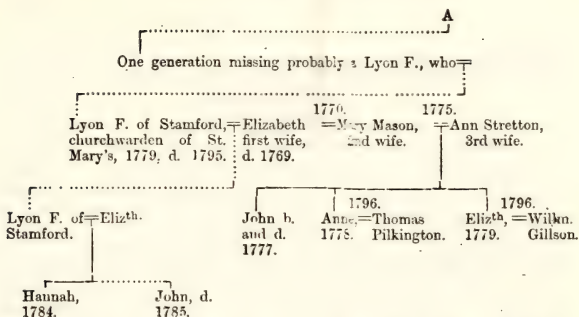 A
One generation missing probably a Lyon F., who
1770. 1775.
Lyon F. of Stamford, Elizabeth = Mary Mason, Ann Stretton,
churchwarden of St. first wife, 2nd wife. 3rd wife.
Mary's, 1779, d. 1795. d. 1769.
1796. 1796.
Lyon F. of Elizth. John b. Anne, = Thomas Elizth, = Willm.
Stamford. and d. 1778. Pilkington. 1779. Gillson.
1777.
Hannah, John, d.
1784. 1785.